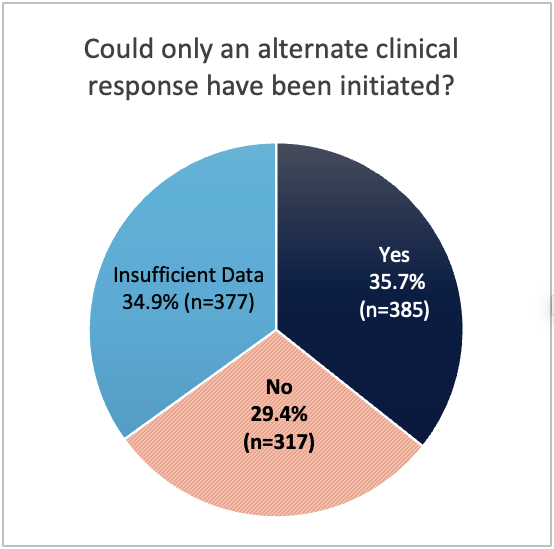 Could only an alternate clinical
response have been initiated?
Yes
35.7%
(n=385)
Insufficient Data
34.9% (n=377)
No
29.4%
(n=317)